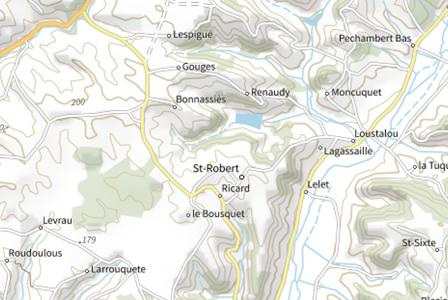 Lespigué
Pechambert Bas
Gouges
Renaudy
Moncuquet
200
Bonnassiès
Loustalou
Lagassaille
la Tuq
St-Robert
Ricard
Lelet
le Bousquet
Levrau
179
St-Sixte
Roudoulous
Larrouquete